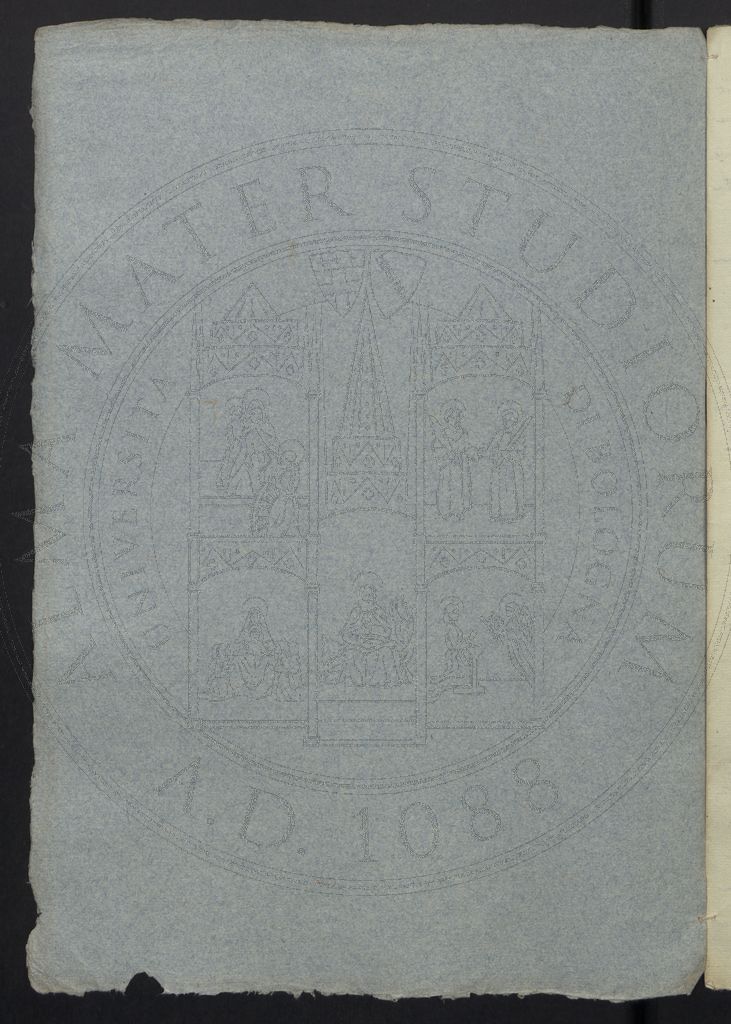 ALMA MATER STUDIORUM
UNIVERSITA DI BOLOGNA
A.D. 1088